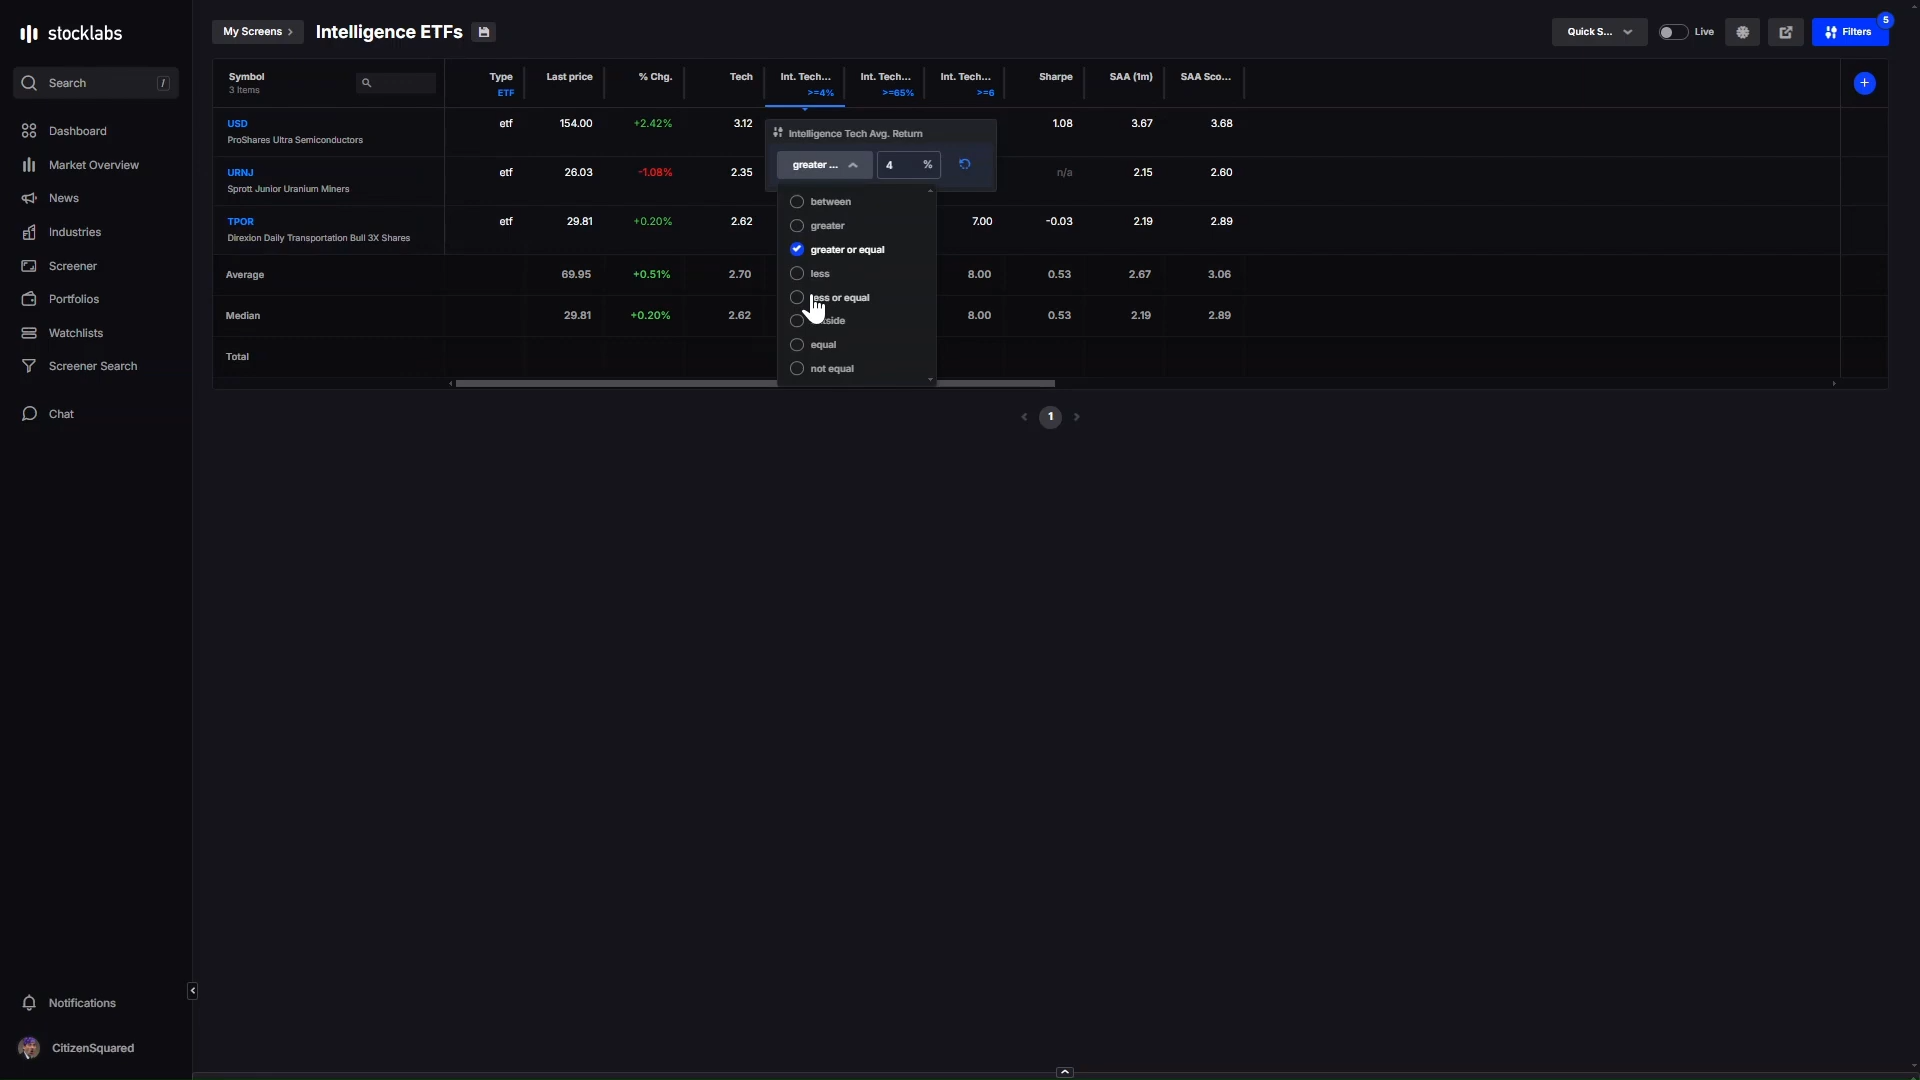 stocklabs
Search /
Dashboard
Market Overview
News
Industries
Screener
Portfolios
Watchlists
Screener Search
Chat
Notifications
CitizenSquared
My Screens
Intelligence ETFs
Quick S...
Live
Filters
5
Symbol
3 Items
Type
ETF
Last price
% Chg.
Tech
Int. Tech...
>=4%
Int. Tech...
>=65%
Int. Tech...
>=6
Sharpe
SAA (1m)
SAA Sco...
USD
ProShares Ultra Semiconductors
etf 154.00 +2.42% 3.12 1.08 3.67 3.68
URNJ
Sprott Junior Uranium Miners
etf 26.03 -1.08% 2.35 n/a 2.15 2.60
TPOR
Direxion Daily Transportation Bull 3X Shares
etf 29.81 +0.20% 2.62 7.00 -0.03 2.19 2.89
Average 69.95 +0.51% 2.70 8.00 0.53 2.67 3.06
Median 29.81 +0.20% 2.62 8.00 0.53 2.19 2.89
Total
Intelligence Tech Avg. Return
greater ... 4 %
between
greater
greater or equal
less
or equal
equal
not equal
1